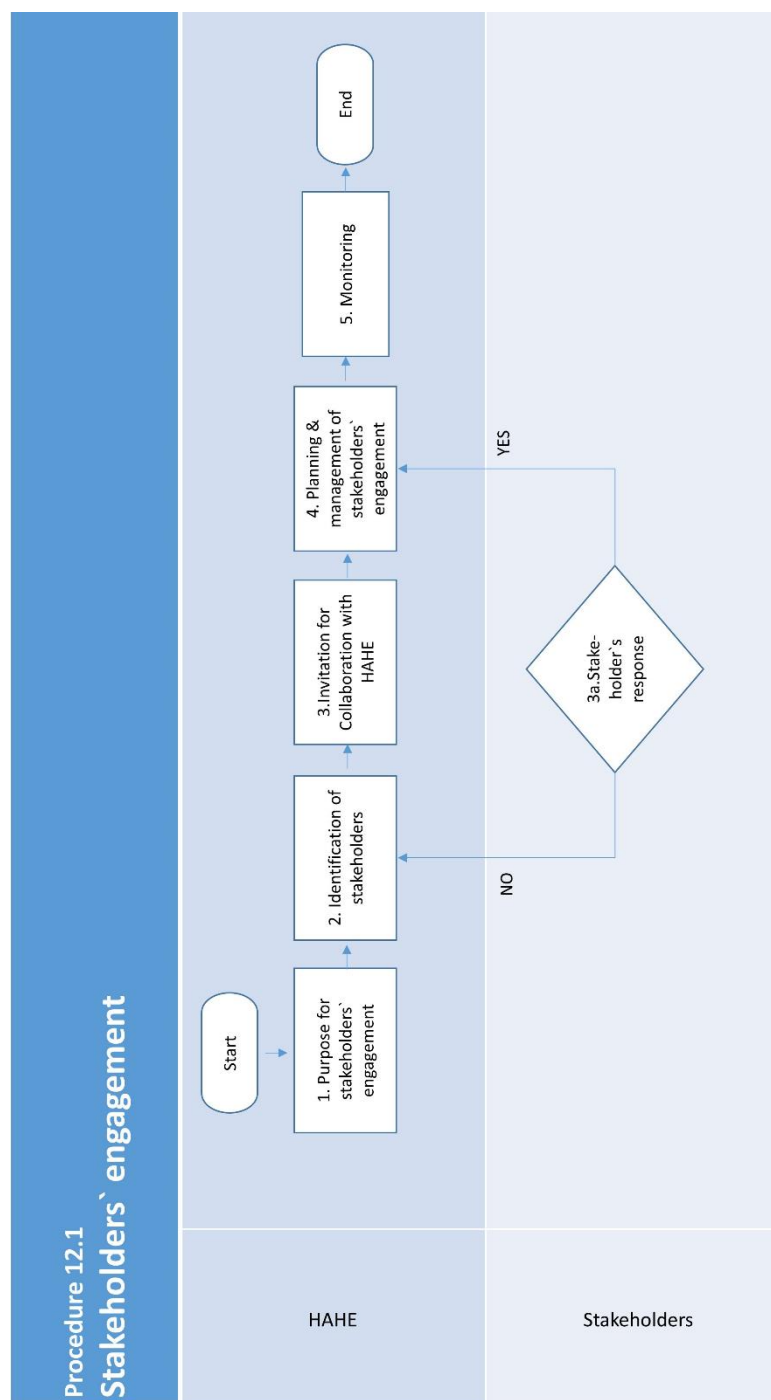 Procedure 12.1
Stakeholders` engagement
HAHE
Start
1. Purpose for
stakeholders`
engagement
2. Identification of
stakeholders
3.Invitation for
Collaboration with
HAHE
4. Planning &
management of
stakeholders`
engagement
5. Monitoring
End
Stakeholders
NO
3a.Stake-
holder`s
response
YES